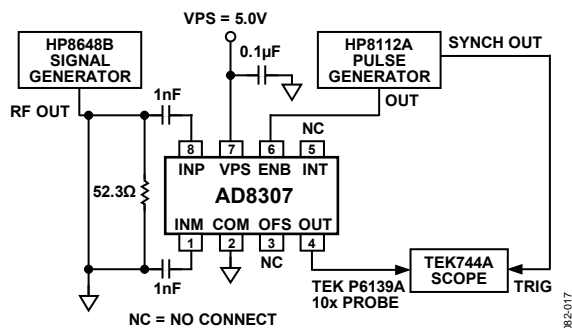 VPS = 5.0V
HP8648B
SIGNAL
GENERATOR
0.1µF
HP8112A
PULSE
GENERATOR
SYNCH OUT
RF OUT
1nF
OUT
NC
8
7
6
5
INP
VPS
ENB
INT
52.3Ω
AD8307
INM
COM
OFS
OUT
1
2
3
4
NC
1nF
TEK744A
SCOPE
TEK P6139A
10x PROBE
TRIG
NC = NO CONNECT
082-017